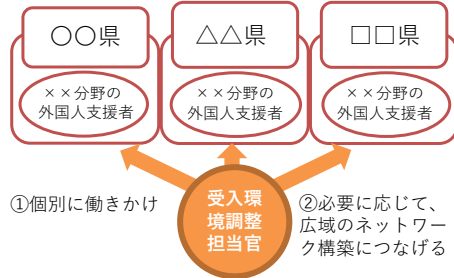 〇〇県
△△県
□□県
××分野の
外国人支援者
××分野の
外国人支援者
××分野の
外国人支援者
①個別に働きかけ
受入環
境調整
担当官
②必要に応じて、
広域のネットワー
ク構築につなげる